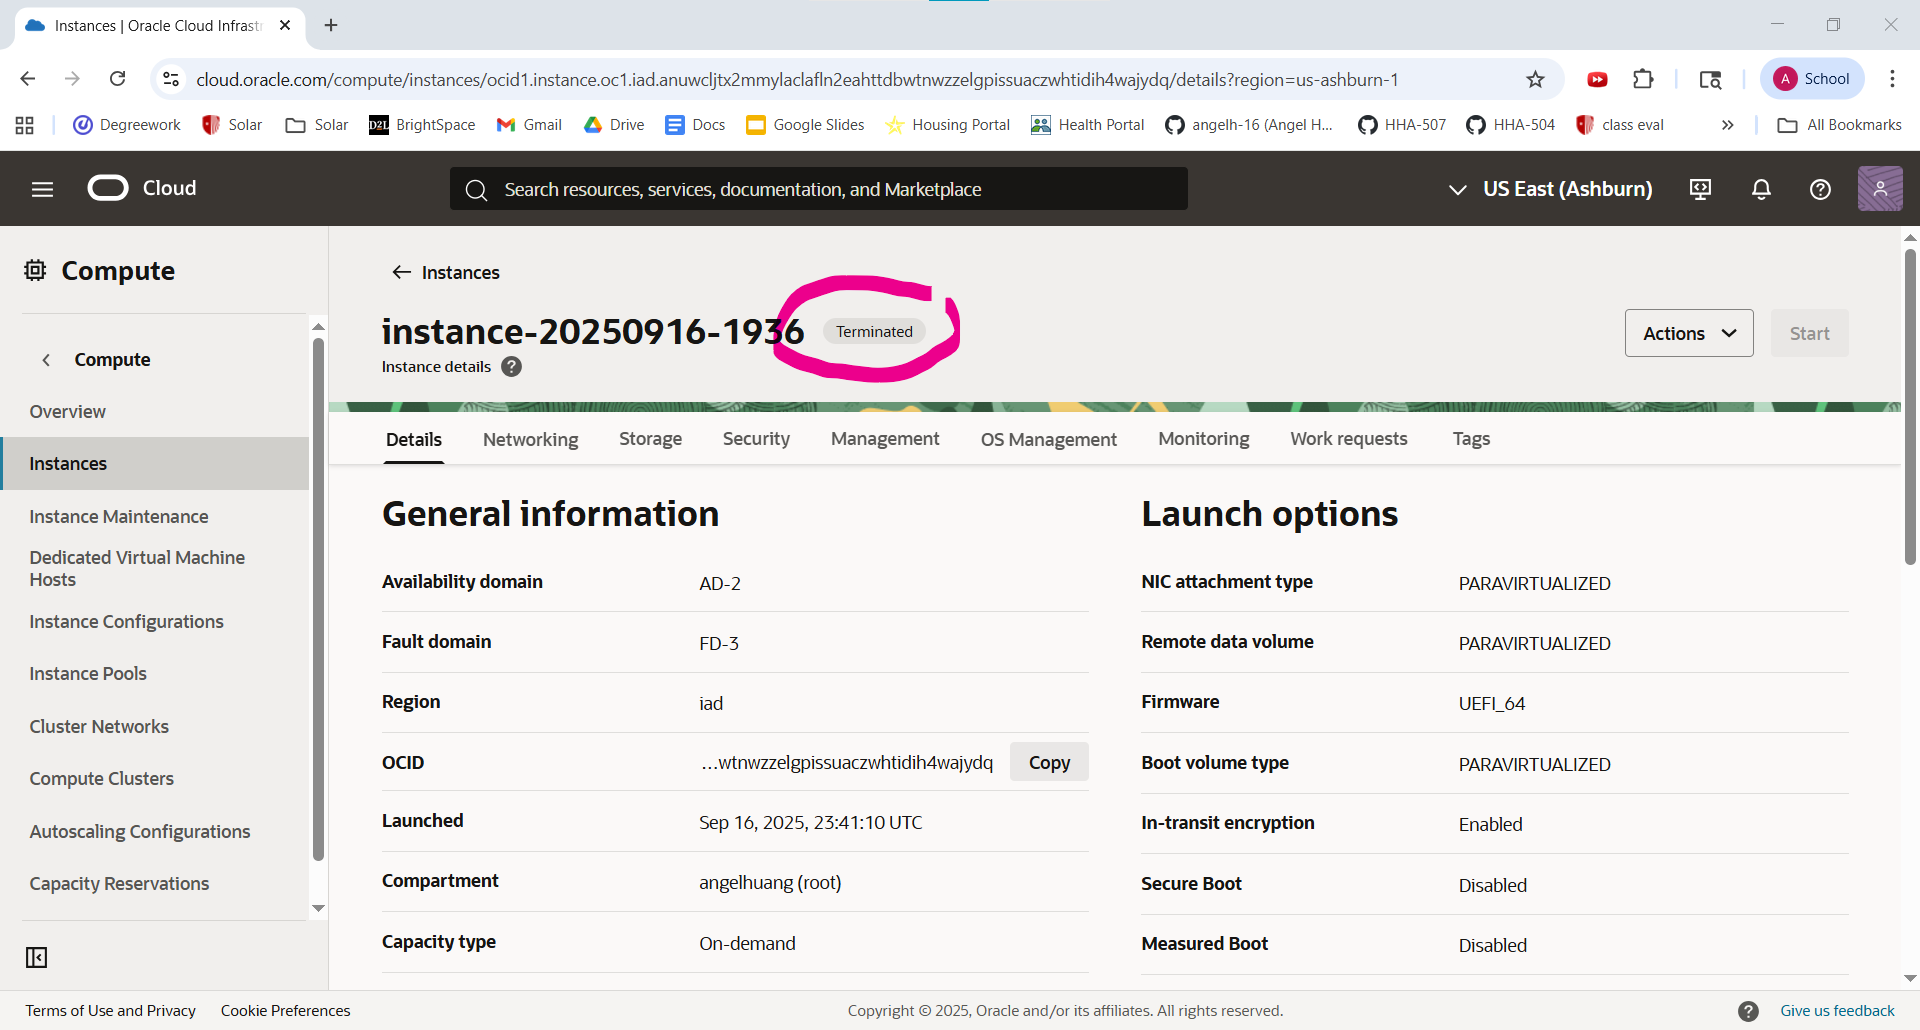 Instances | Oracle Cloud Infrastr
cloud.oracle.com/compute/instances/ocid1.instance.oc1.iad.anuwcljtx2mmylaclafln2eahttdbwtnwzzelgpissuaczwhtidih4wajydq/details?region=us-ashburn-1
A School
Degreework Solar Solar D2L BrightSpace Gmail Drive Docs Google Slides Housing Portal Health Portal angelh-16 (Angel H... HHA-507 HHA-504 class eval All Bookmarks
Cloud
Search resources, services, documentation, and Marketplace
US East (Ashburn)
Compute
Compute
Overview
Instances
Instance Maintenance
Dedicated Virtual Machine
Hosts
Instance Configurations
Instance Pools
Cluster Networks
Compute Clusters
Autoscaling Configurations
Capacity Reservations
Instances
instance-20250916-1936 Terminated
Instance details ?
Actions Start
Details Networking Storage Security Management OS Management Monitoring Work requests Tags
General information
Availability domain AD-2
Fault domain FD-3
Region iad
OCID ...wtnwzzelgpissuaczwhtidih4wajydq Copy
Launched Sep 16, 2025, 23:41:10 UTC
Compartment angelhuang (root)
Capacity type On-demand
Launch options
NIC attachment type PARAVIRTUALIZED
Remote data volume PARAVIRTUALIZED
Firmware UEFI_64
Boot volume type PARAVIRTUALIZED
In-transit encryption Enabled
Secure Boot Disabled
Measured Boot Disabled
Terms of Use and Privacy Cookie Preferences
Copyright © 2025, Oracle and/or its affiliates. All rights reserved.
? Give us feedback